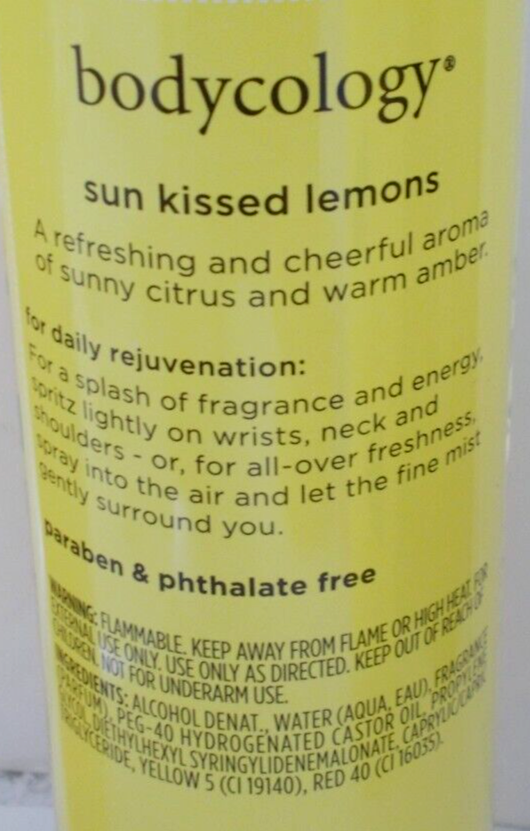 bodycology®
sun kissed lemons
A refreshing and cheerful aroma
of sunny citrus and warm amber.
for daily rejuvenation:
For a splash of fragrance and energy,
spritz lightly on wrists, neck and
shoulders - or, for all-over freshness,
spray into the air and let the fine mist
gently surround you.
paraben & phthalate free
WARNING: FLAMMABLE. KEEP AWAY FROM FLAME OR HIGH HEAT. FOR
EXTERNAL USE ONLY. USE ONLY AS DIRECTED. KEEP OUT OF REACH OF
CHILDREN. NOT FOR UNDERARM USE.
INGREDIENTS: ALCOHOL DENAT., WATER (AQUA, EAU), FRAGRANCE
(PARFUM), PEG-40 HYDROGENATED CASTOR OIL, PROPYLENE
GLYCOL, DIETHYLHEXYL SYRINGYLIDENEMALONATE, CAPRYLIC/CAPRIC
TRIGLYCERIDE, YELLOW 5 (CI 19140), RED 40 (CI 16035).